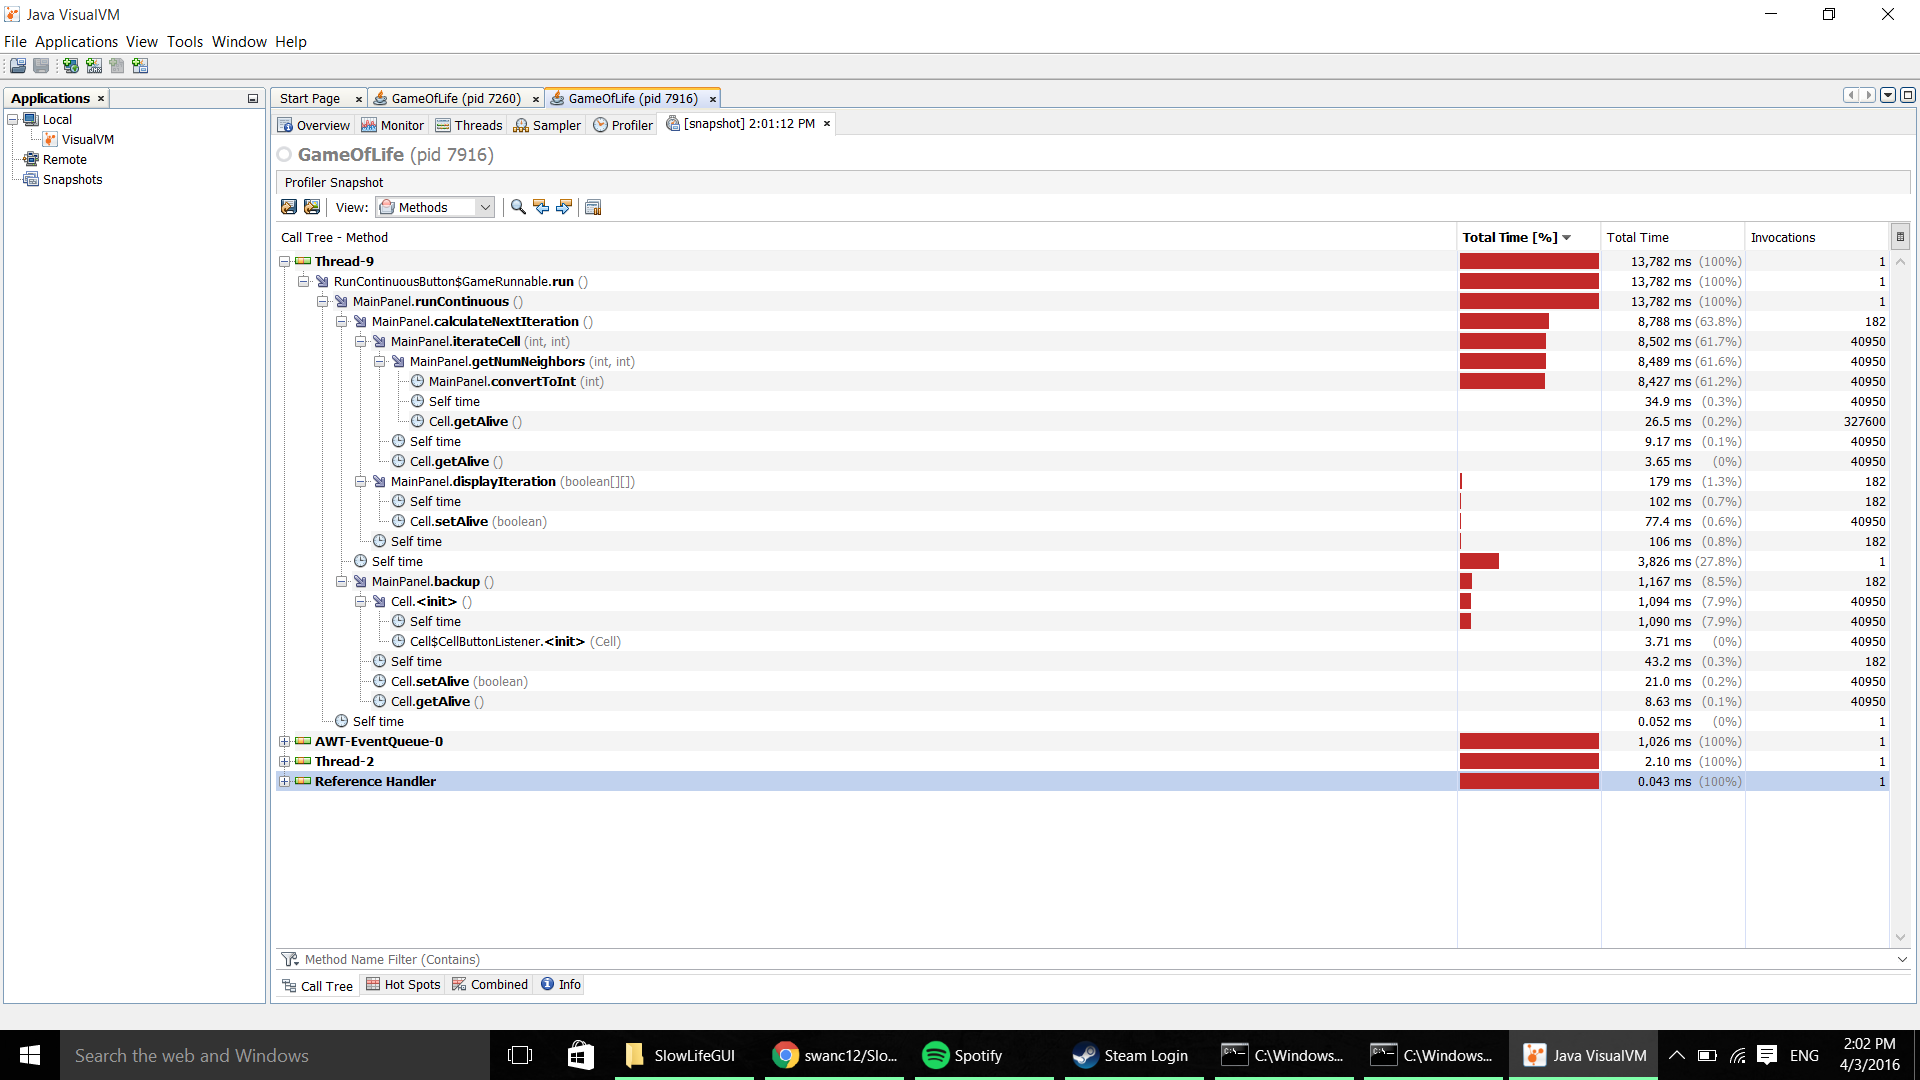 Java VisualVM
File Applications View Tools Window Help
Applications
Local
VisualVM
Remote
Snapshots
Start Page GameOfLife (pid 7260) GameOfLife (pid 7916)
Overview Monitor Threads Sampler Profiler [snapshot] 2:01:12 PM
GameOfLife (pid 7916)
Profiler Snapshot
View: Methods
Call Tree - Method Total Time [%] Total Time Invocations
Thread-9 13,782 ms (100%) 1
RunContinuousButton$GameRunnable.run () 13,782 ms (100%) 1
MainPanel.runContinuous () 13,782 ms (100%) 1
MainPanel.calculateNextIteration () 8,788 ms (63.8%) 182
MainPanel.iterateCell (int, int) 8,502 ms (61.7%) 40950
MainPanel.getNumNeighbors (int, int) 8,489 ms (61.6%) 40950
MainPanel.convertToInt (int) 8,427 ms (61.2%) 40950
Self time 34.9 ms (0.3%) 40950
Cell.getAlive () 26.5 ms (0.2%) 327600
Self time 9.17 ms (0.1%) 40950
Cell.getAlive () 3.65 ms (0%) 40950
MainPanel.displayIteration (boolean[][]) 179 ms (1.3%) 182
Self time 102 ms (0.7%) 182
Cell.setAlive (boolean) 77.4 ms (0.6%) 40950
Self time 106 ms (0.8%) 182
Self time 3,826 ms (27.8%) 1
MainPanel.backup () 1,167 ms (8.5%) 182
Cell.<init> () 1,094 ms (7.9%) 40950
Self time 1,090 ms (7.9%) 40950
Cell$CellButtonListener.<init> (Cell) 3.71 ms (0%) 40950
Self time 43.2 ms (0.3%) 182
Cell.setAlive (boolean) 21.0 ms (0.2%) 40950
Cell.getAlive () 8.63 ms (0.1%) 40950
Self time 0.052 ms (0%) 1
AWT-EventQueue-0 1,026 ms (100%) 1
Thread-2 2.10 ms (100%) 1
Reference Handler 0.043 ms (100%) 1
Method Name Filter (Contains)
Call Tree Hot Spots Combined Info
Search the web and Windows SlowLifeGUI swanc12/Slo... Spotify Steam Login C:\Windows... C:\Windows... Java VisualVM ENG 2:02 PM
4/3/2016